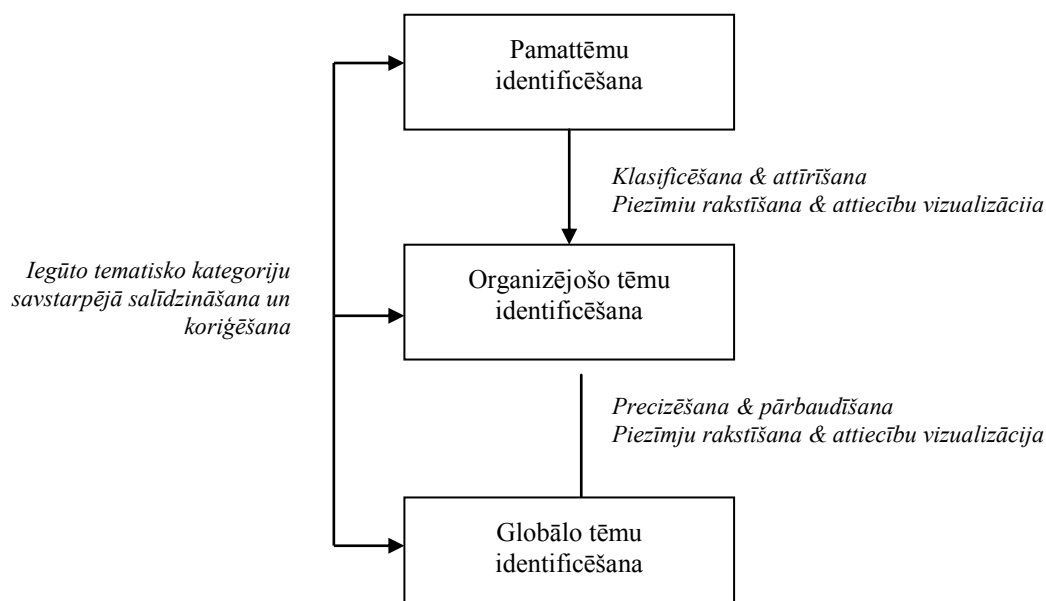 Pamattēmu
identificēšana
Klasificēšana & attīrīšana
Piezīmiu rakstīšana & attiecību vizualizāciia
Iegūto tematisko kategoriju
savstarpējā salīdzināšana un
koriģēšana
Organizējošo tēmu
identificēšana
Precizēšana & pārbaudīšana
Piezīmju rakstīšana & attiecību vizualizācija
Globālo tēmu
identificēšana